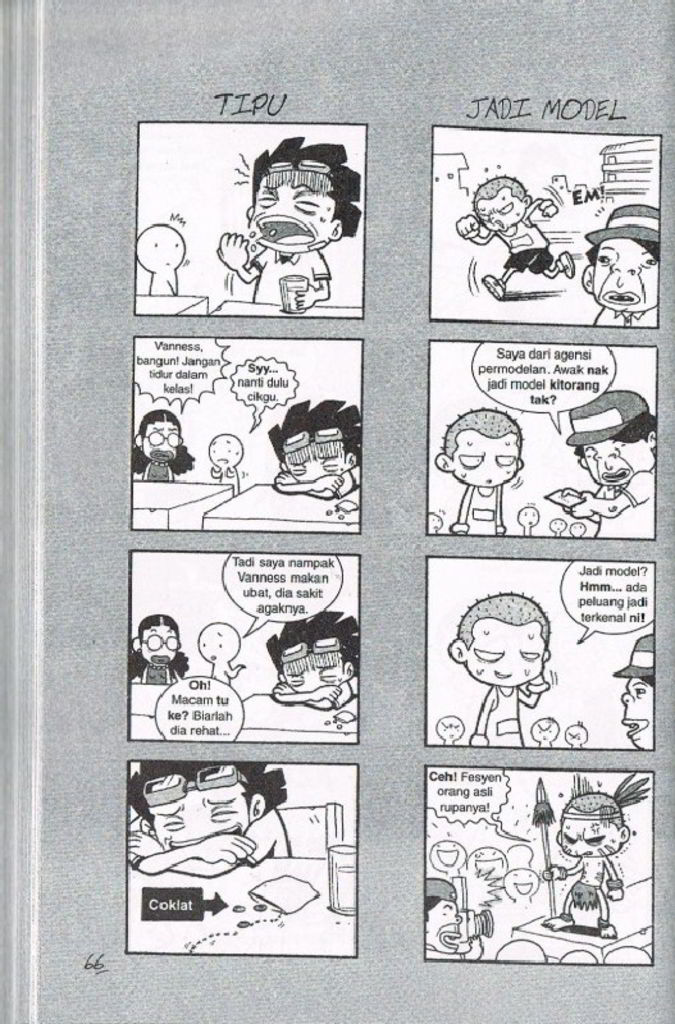 TIPU
Vanness,
bangun! Jangan
tidur dalam
kelas!
Syy...
nanti dulu
cikgu.
Tadi saya nampak
Vanness makan
ubat, dia sakit
agaknya.
Oh!
Macam tu
ke? Biarlah
dia rehat...
Coklat
JADI MODEL
EM!
Saya dari agensi
permodelan. Awak nak
jadi model kitorang
tak?
Jadi model?
Hmm... ada
peluang jadi
terkenal ni!
Ceh! Fesyen
orang asli
rupanya!
66